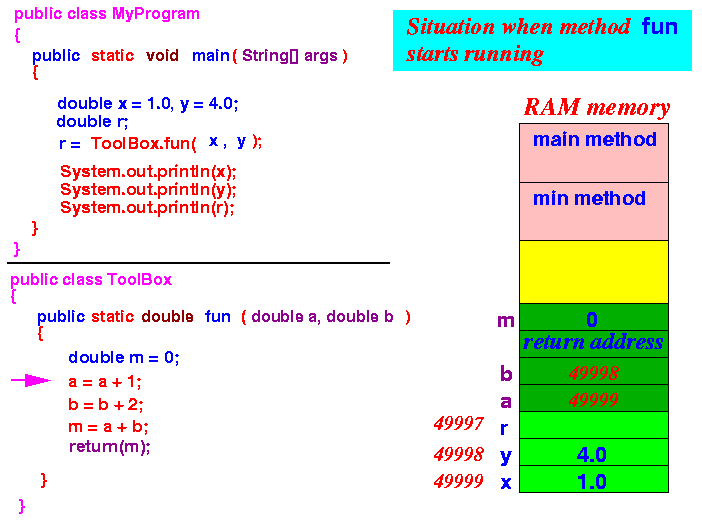 public class MyProgram
{
public static void main ( String[] args )
{
double x = 1.0, y = 4.0;
double r;
r = ToolBox.fun( x , y );
System.out.println(x);
System.out.println(y);
System.out.println(r);
}
}
public class ToolBox
{
public static double fun ( double a, double b )
{
double m = 0;
a = a + 1;
b = b + 2;
m = a + b;
return(m);
}
}
Situation when method fun
starts running
RAM memory
main method
min method
m 0
return address
b 49998
a 49999
49997 r
49998 y 4.0
49999 x 1.0